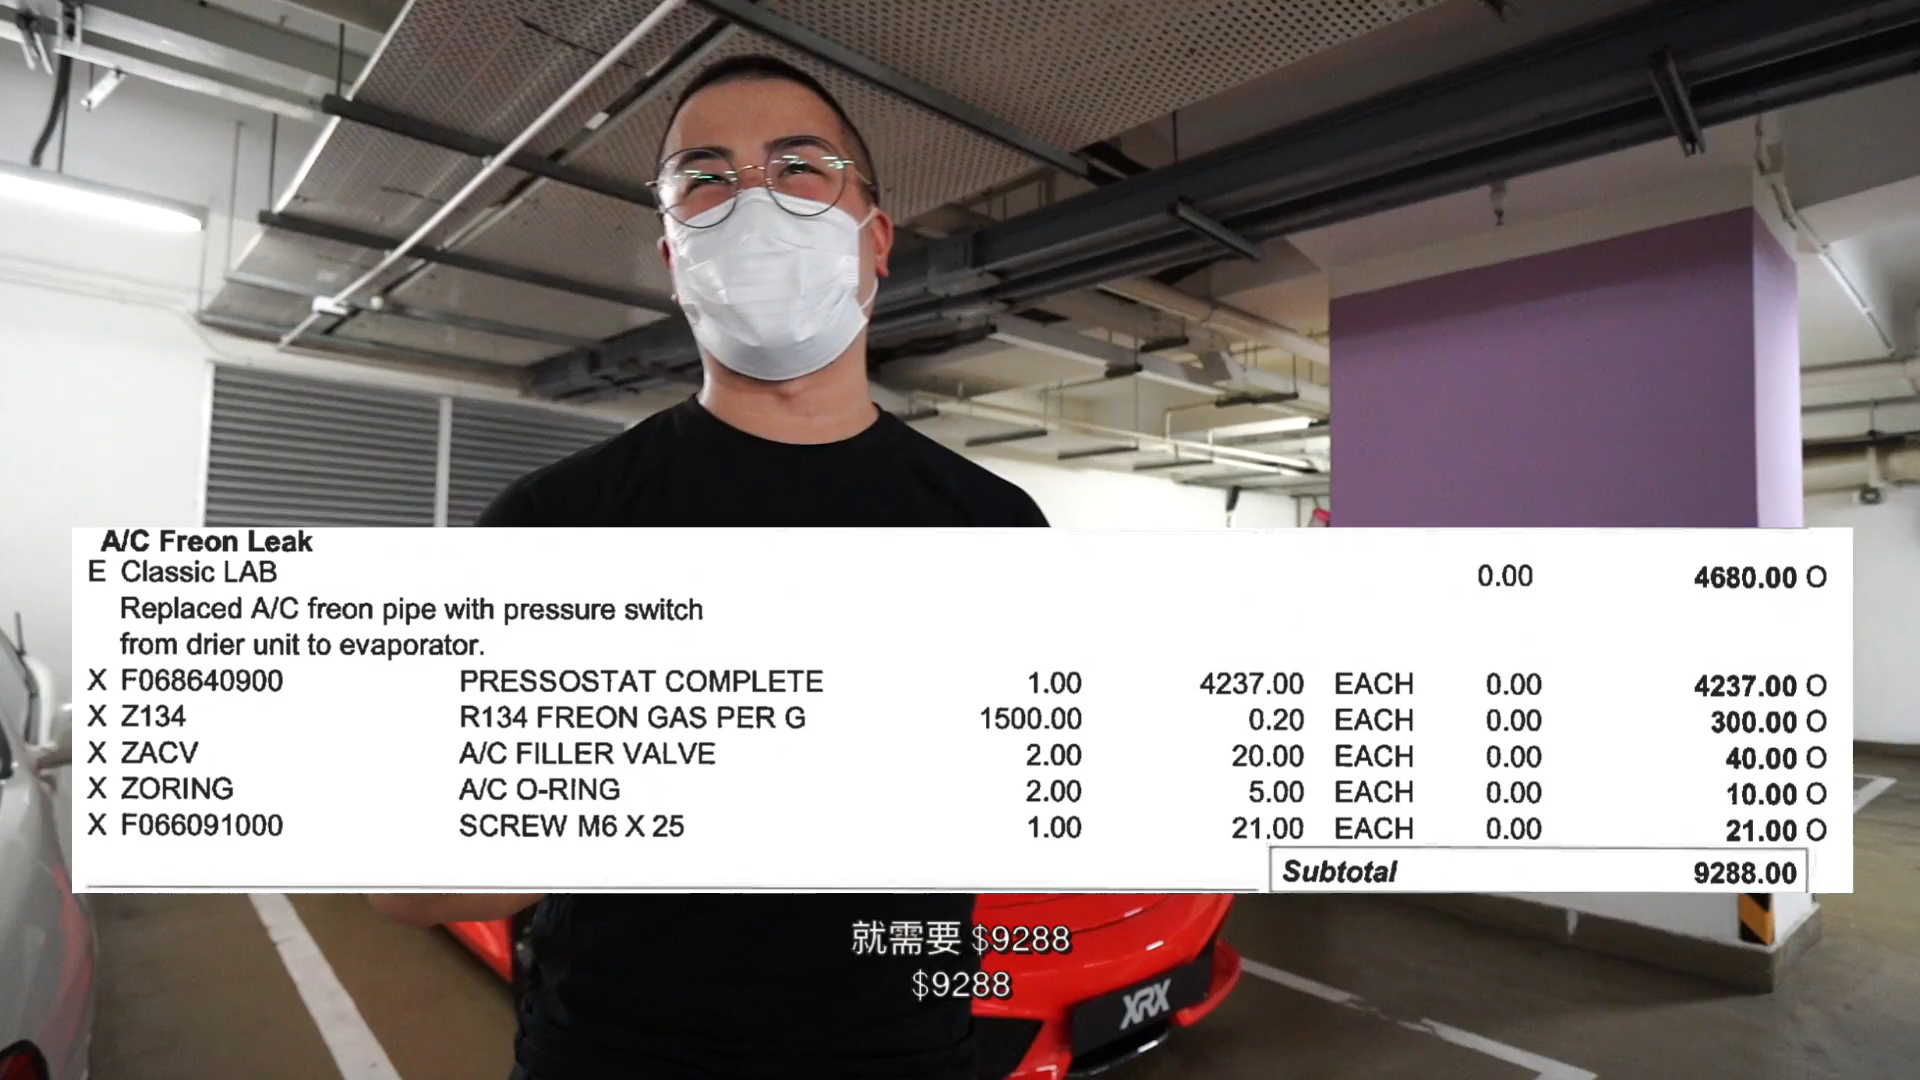 A/C Freon Leak
E Classic LAB 0.00 4680.00 O
Replaced A/C freon pipe with pressure switch
from drier unit to evaporator.
X F068640900 PRESSOSTAT COMPLETE 1.00 4237.00 EACH 0.00 4237.00 O
X Z134 R134 FREON GAS PER G 1500.00 0.20 EACH 0.00 300.00 O
X ZACV A/C FILLER VALVE 2.00 20.00 EACH 0.00 40.00 O
X ZORING A/C O-RING 2.00 5.00 EACH 0.00 10.00 O
X F066091000 SCREW M6 X 25 1.00 21.00 EACH 0.00 21.00 O
Subtotal 9288.00
就需要 $9288
$9288
XRX